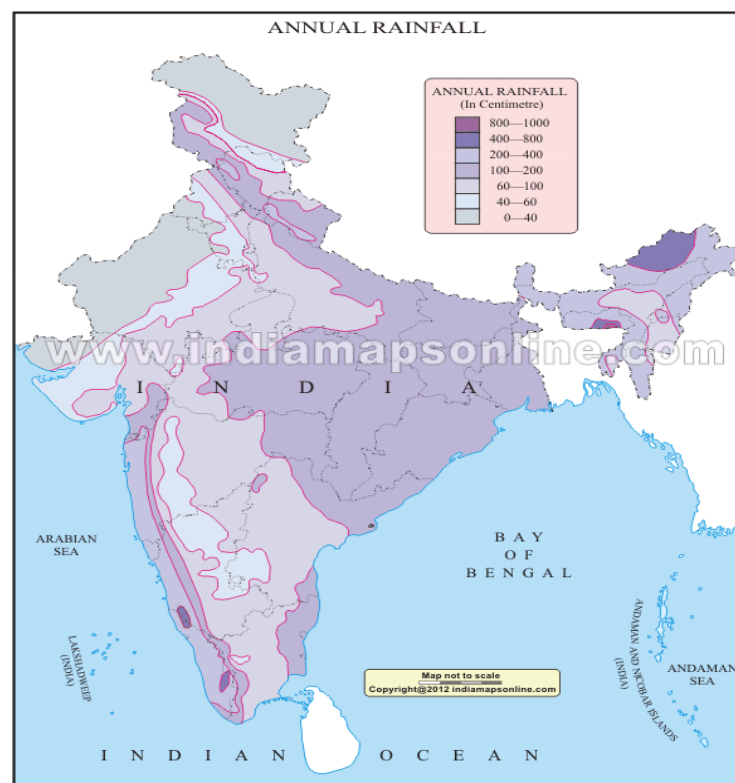 ANNUAL RAINFALL
ANNUAL RAINFALL
(In Centimetre)
800—1000
400—800
200—400
100—200
60—100
40—60
0—40
www.indiamapsonline.com
I N D I A
ARABIAN
SEA
BAY
OF
BENGAL
LAKSHADWEEP
(INDIA)
ANDAMAN AND NICOBAR ISLANDS
(INDIA)
ANDAMAN
SEA
Map not to scale
Copyright@2012 indiamapsonline.com
I N D I A N O C E A N